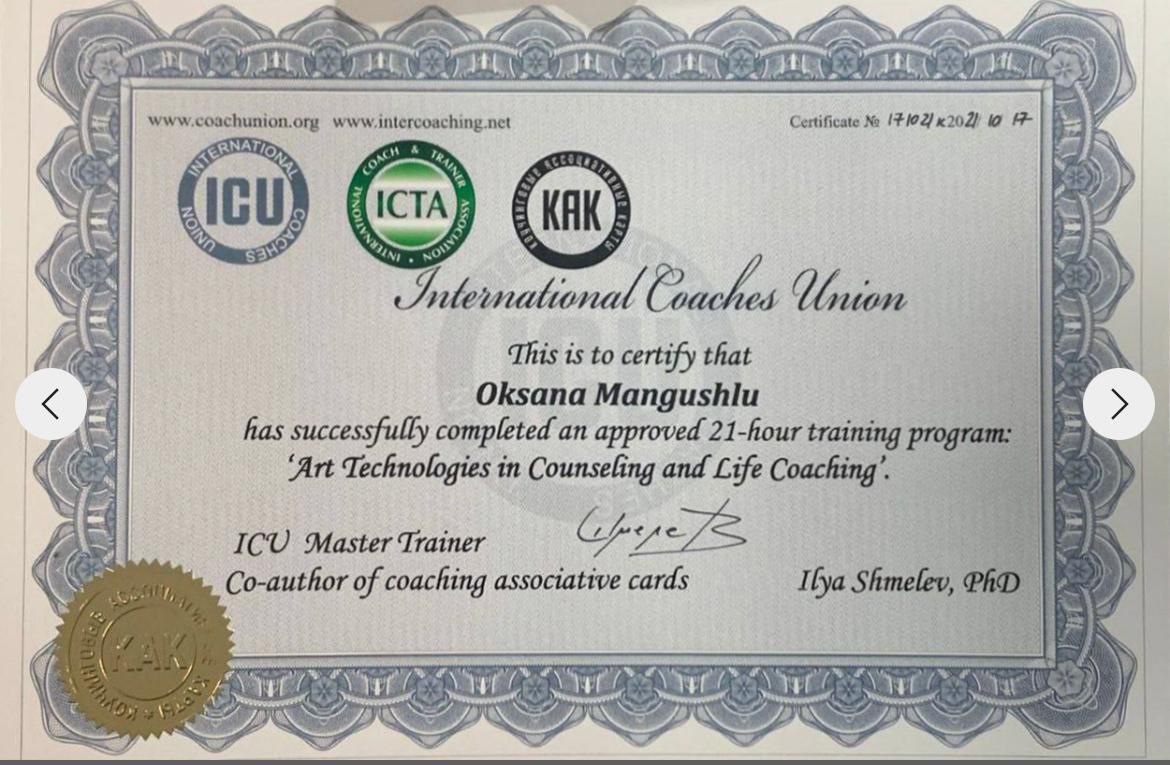 www.coachunion.org www.intercoaching.net
Certificate № 171021к2021 10 17
INTERNATIONAL COACHES UNION
ICU
INTERNATIONAL COACH & TRAINER ASSOCIATION
ICTA
КОУЧИНГОВЫЕ АССОЦИАТИВНЫЕ КАРТЫ
КАК
International Coaches Union
This is to certify that
Oksana Mangushlu
has successfully completed an approved 21-hour training program:
‘Art Technologies in Counseling and Life Coaching’.
ICU Master Trainer
Co-author of coaching associative cards
Ilya Shmelev, PhD
КОУЧИНГОВЫЕ АССОЦИАТИВНЫЕ КАРТЫ
КАК